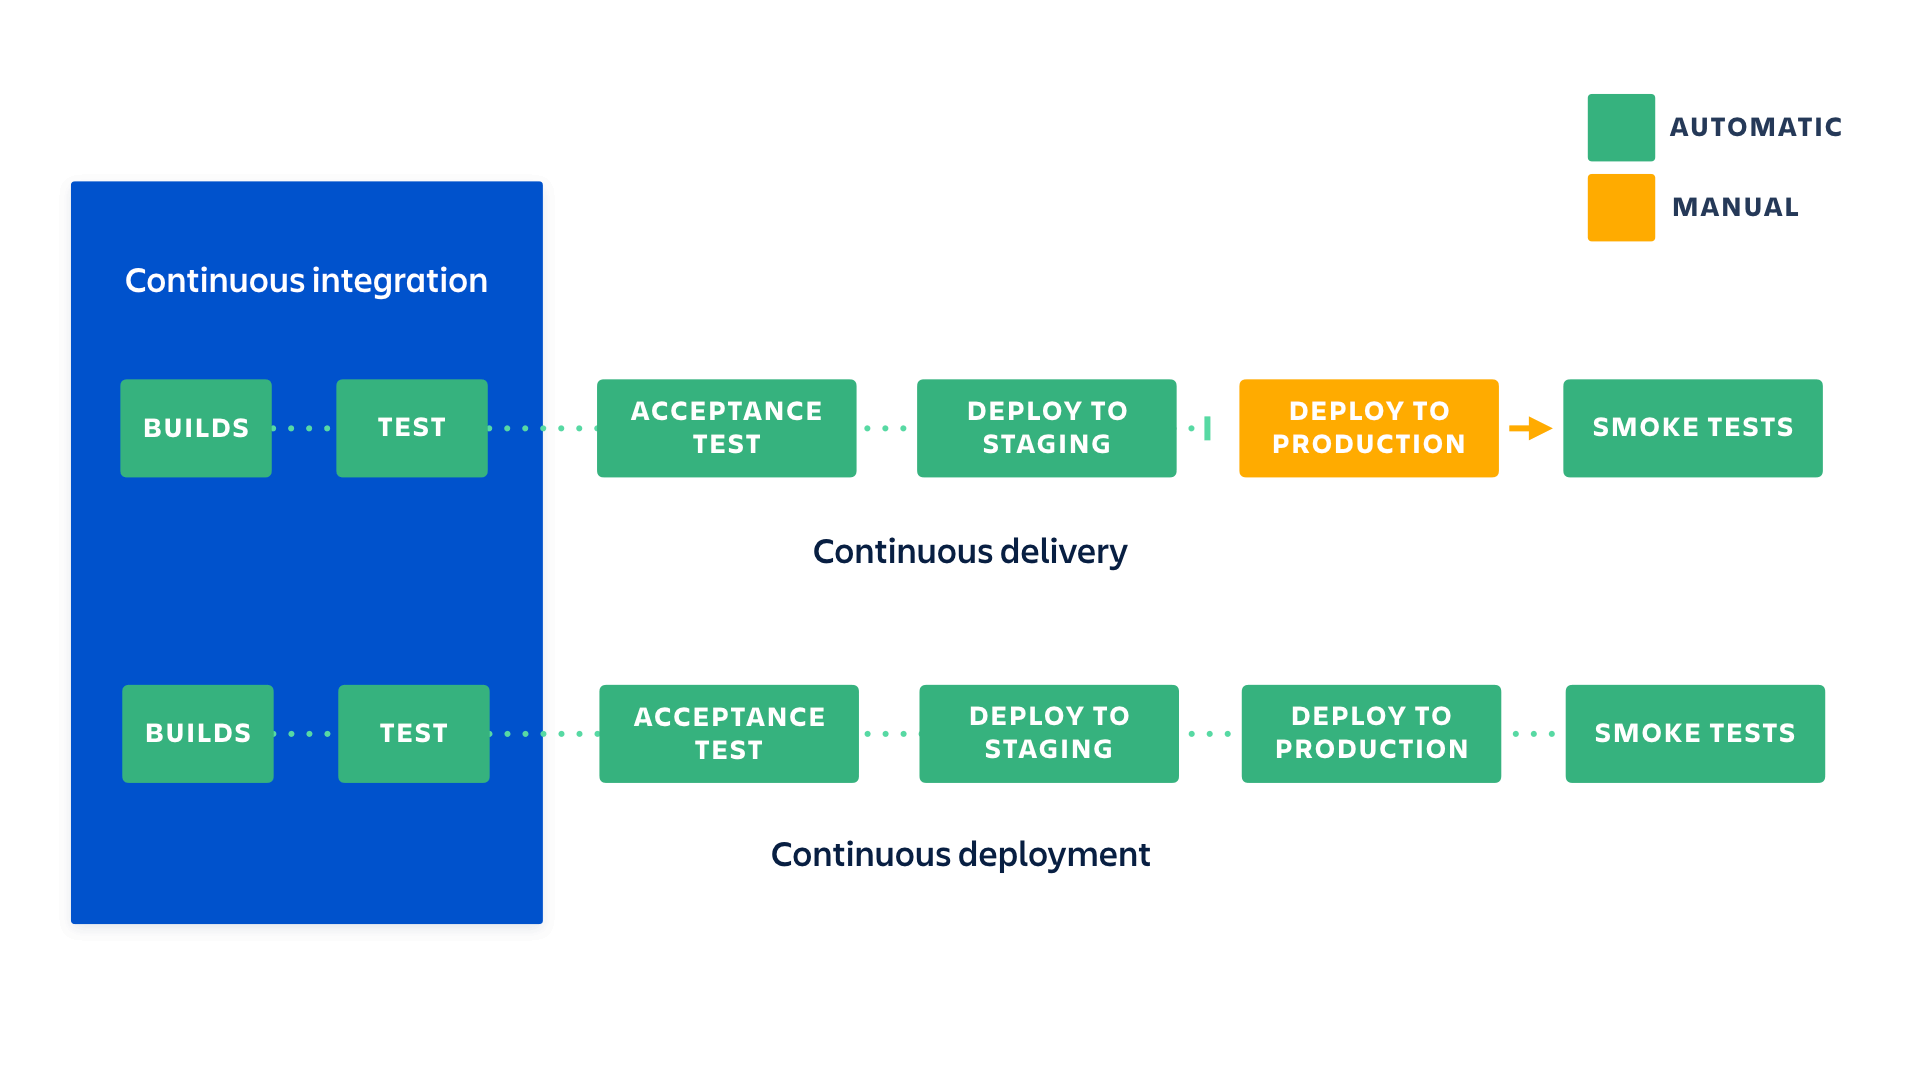 AUTOMATIC
MANUAL
Continuous integration
BUILDS
TEST
ACCEPTANCE
TEST
DEPLOY TO
STAGING
DEPLOY TO
PRODUCTION
SMOKE TESTS
Continuous delivery
BUILDS
TEST
ACCEPTANCE
TEST
DEPLOY TO
STAGING
DEPLOY TO
PRODUCTION
SMOKE TESTS
Continuous deployment